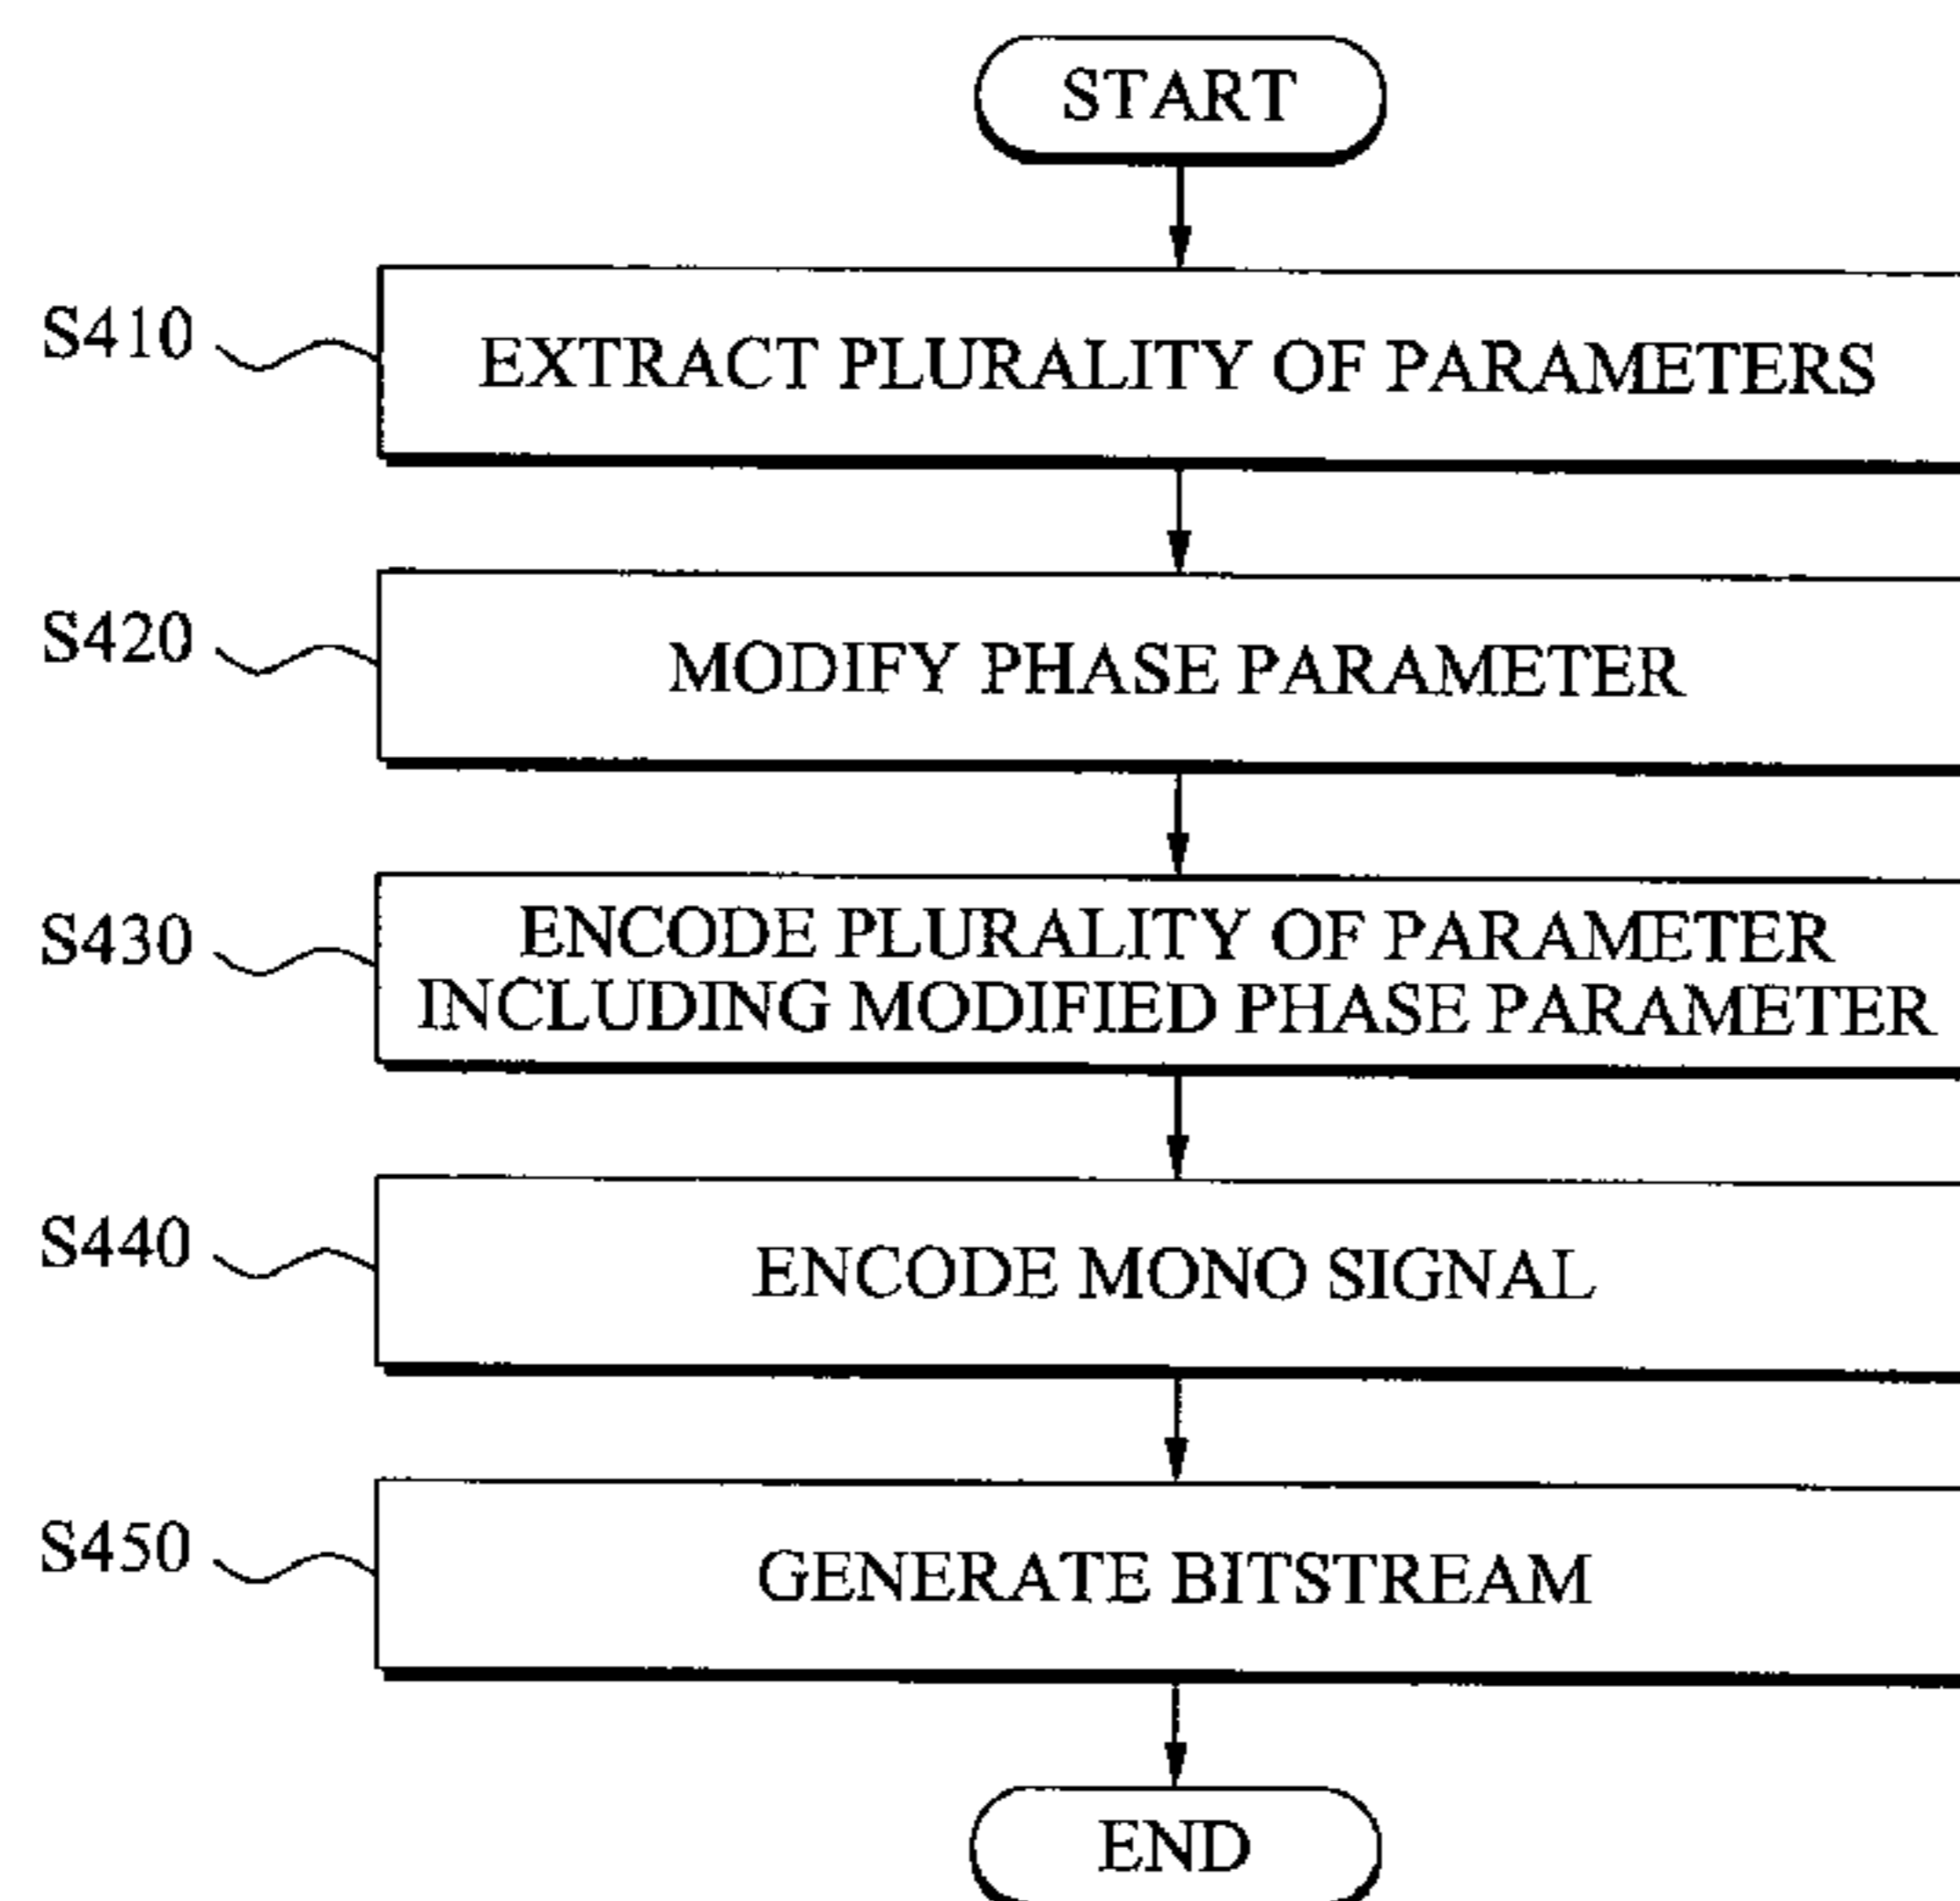 START
S410
EXTRACT PLURALITY OF PARAMETERS
S420
MODIFY PHASE PARAMETER
S430
ENCODE PLURALITY OF PARAMETER
INCLUDING MODIFIED PHASE PARAMETER
S440
ENCODE MONO SIGNAL
S450
GENERATE BITSTREAM
END